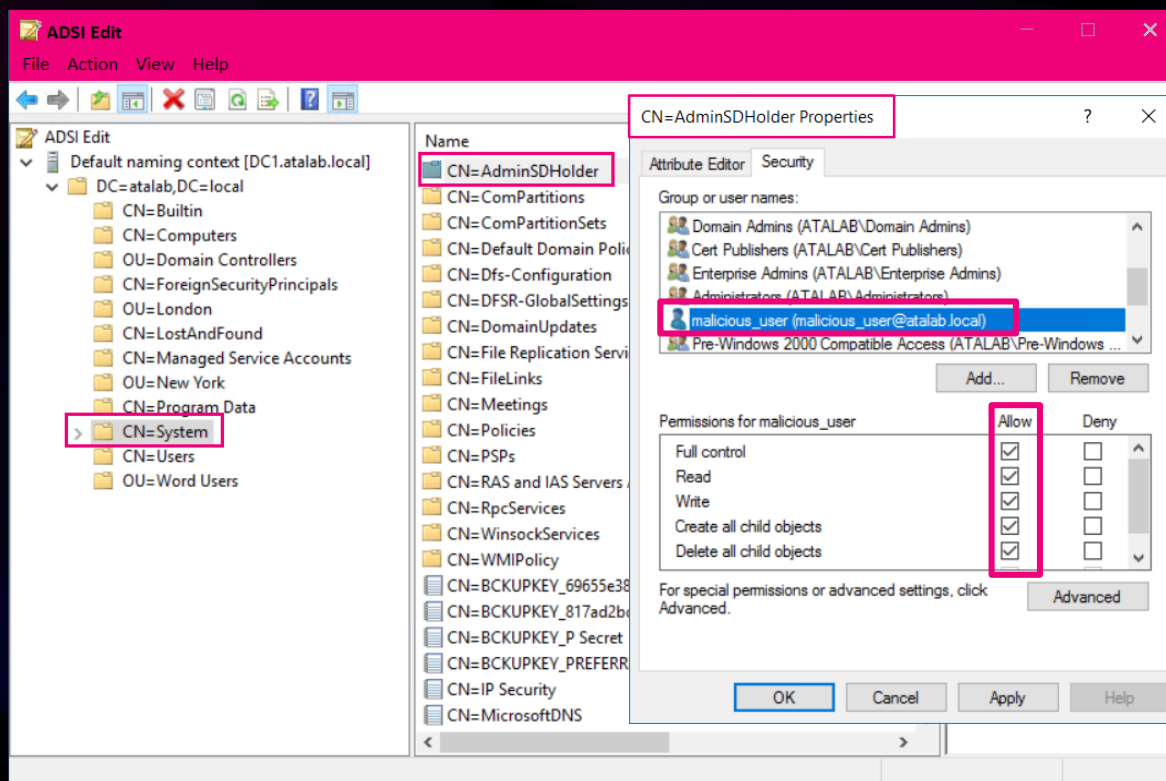 ADSI Edit
File Action View Help
ADSI Edit
Default naming context [DC1.atalab.local]
DC=atalab,DC=local
CN=Builtin
CN=Computers
OU=Domain Controllers
CN=ForeignSecurityPrincipals
OU=London
CN=LostAndFound
CN=Managed Service Accounts
OU=New York
CN=Program Data
CN=System
CN=Users
OU=Word Users
Name
CN=AdminSDHolder
CN=ComPartitions
CN=ComPartitionSets
CN=Default Domain Polic
CN=Dfs-Configuration
CN=DFSR-GlobalSettings
CN=DomainUpdates
CN=File Replication Servi
CN=FileLinks
CN=Meetings
CN=Policies
CN=PSPs
CN=RAS and IAS Servers
CN=RpcServices
CN=WinsockServices
CN=WMIPolicy
CN=BCKUPKEY_69655e38
CN=BCKUPKEY_817ad2bc
CN=BCKUPKEY_P Secret
CN=BCKUPKEY_PREFERR
CN=IP Security
CN=MicrosoftDNS
CN=AdminSDHolder Properties
?
Attribute Editor Security
Group or user names:
Domain Admins (ATALAB\Domain Admins)
Cert Publishers (ATALAB\Cert Publishers)
Enterprise Admins (ATALAB\Enterprise Admins)
Administrators (ATALAB\Administrators)
malicious_user (malicious_user@atalab.local)
Pre-Windows 2000 Compatible Access (ATALAB\Pre-Windows ...
Add... Remove
Permissions for malicious_user Allow Deny
Full control
Read
Write
Create all child objects
Delete all child objects
For special permissions or advanced settings, click
Advanced.
Advanced
OK Cancel Apply Help